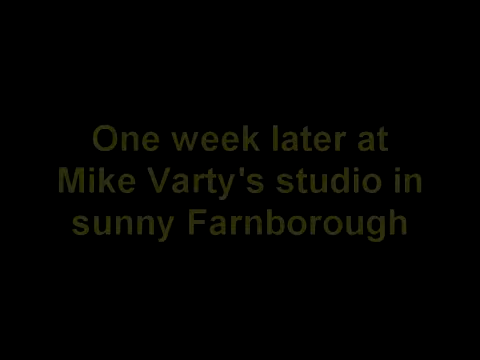 One week later at
Mike Varty's studio in
sunny Farnborough